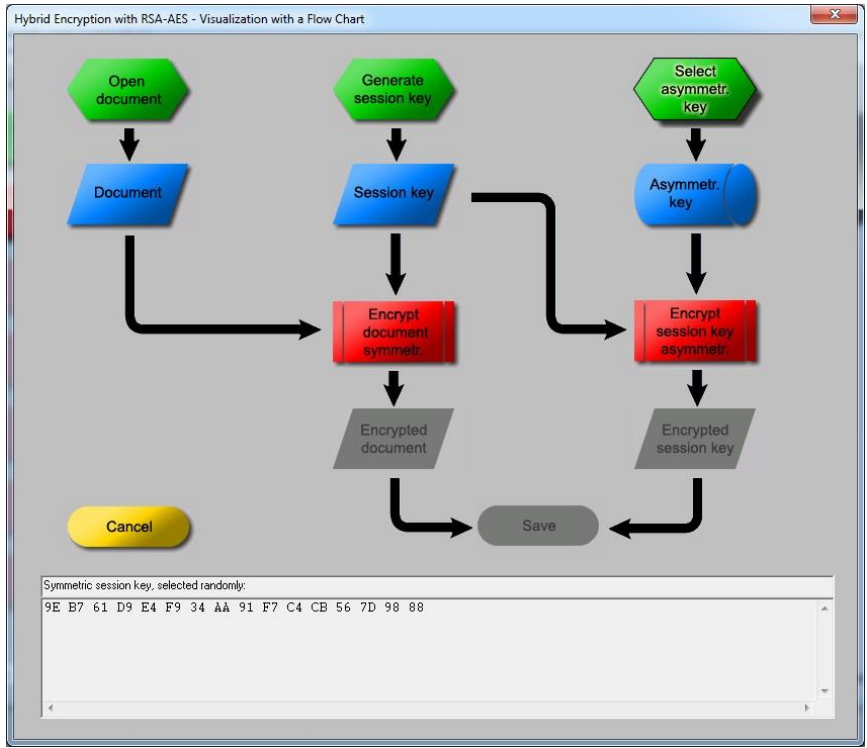 Hybrid Encryption with RSA-AES - Visualization with a Flow Chart
Open
document
Generate
session key
Select
asymmetr.
key
Document
Session key
Asymmetr.
key
Encrypt
document
symmetr.
Encrypt
session key
asymmetr.
Encrypted
document
Encrypted
session key
Cancel
Save
Symmetric session key, selected randomly:
9E B7 61 D9 E4 F9 34 AA 91 F7 C4 CB 56 7D 98 88